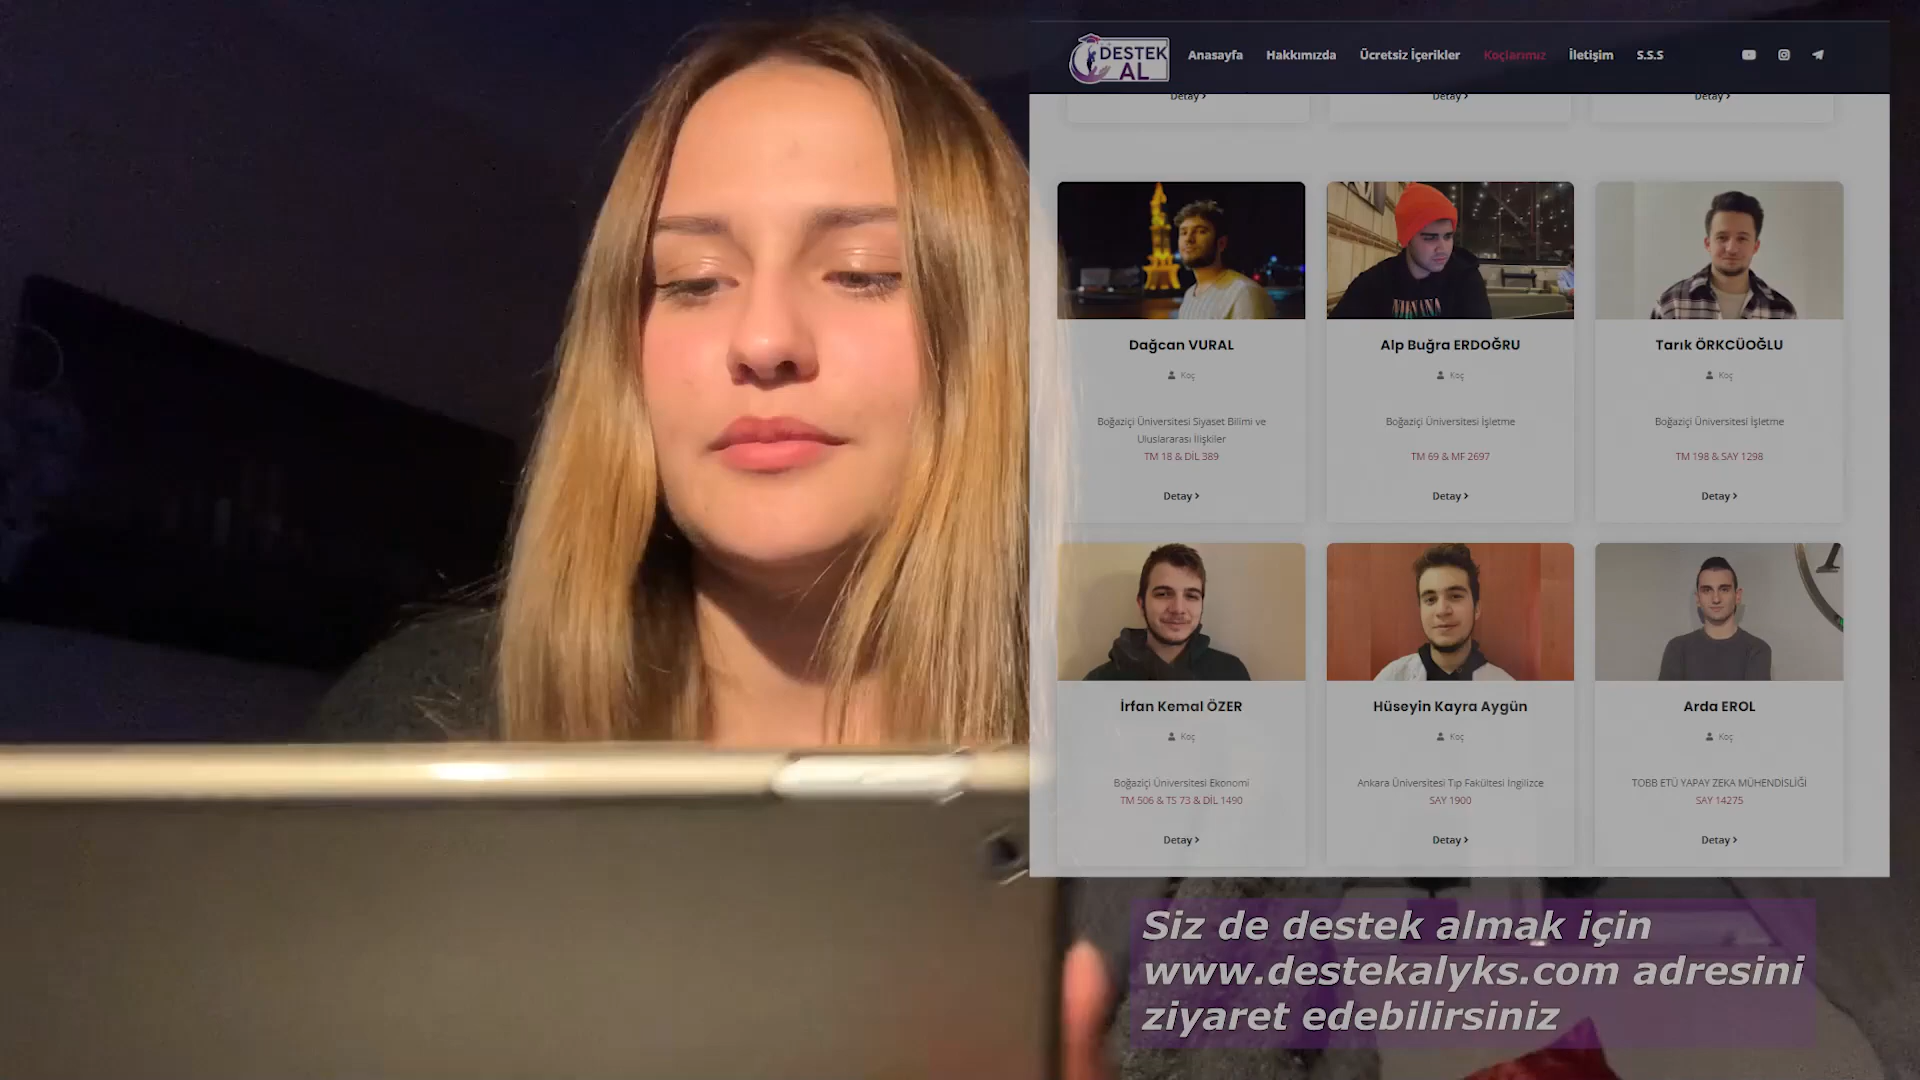 DESTEK
AL
Anasayfa
Hakkımızda
Ücretsiz İçerikler
Koçlarımız
İletişim
S.S.S
Detay >
Detay >
Detay >
NIRVANA
Dağcan VURAL
Koç
Boğaziçi Üniversitesi Siyaset Bilimi ve
Uluslararası İlişkiler
TM 18 & DİL 389
Detay >
Alp Buğra ERDOĞRU
Koç
Boğaziçi Üniversitesi İşletme
TM 69 & MF 2697
Detay >
Tarık ÖRKCÜOĞLU
Koç
Boğaziçi Üniversitesi İşletme
TM 198 & SAY 1298
Detay >
İrfan Kemal ÖZER
Koç
Boğaziçi Üniversitesi Ekonomi
TM 506 & TS 73 & DİL 1490
Detay >
Hüseyin Kayra Aygün
Koç
Ankara Üniversitesi Tıp Fakültesi İngilizce
SAY 1900
Detay >
Arda EROL
Koç
TOBB ETÜ YAPAY ZEKA MÜHENDİSLİĞİ
SAY 14275
Detay >
Siz de destek almak için
www.destekalyks.com adresini
ziyaret edebilirsiniz